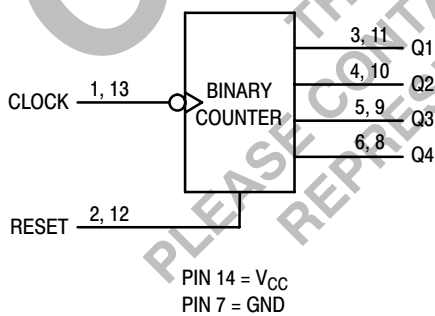 3, 11
Q1
4, 10
Q2
1, 13
CLOCK
BINARY
COUNTER
5, 9
Q3
6, 8
Q4
2, 12
RESET
PIN 14 = VCC
PIN 7 = GND
PLEASE